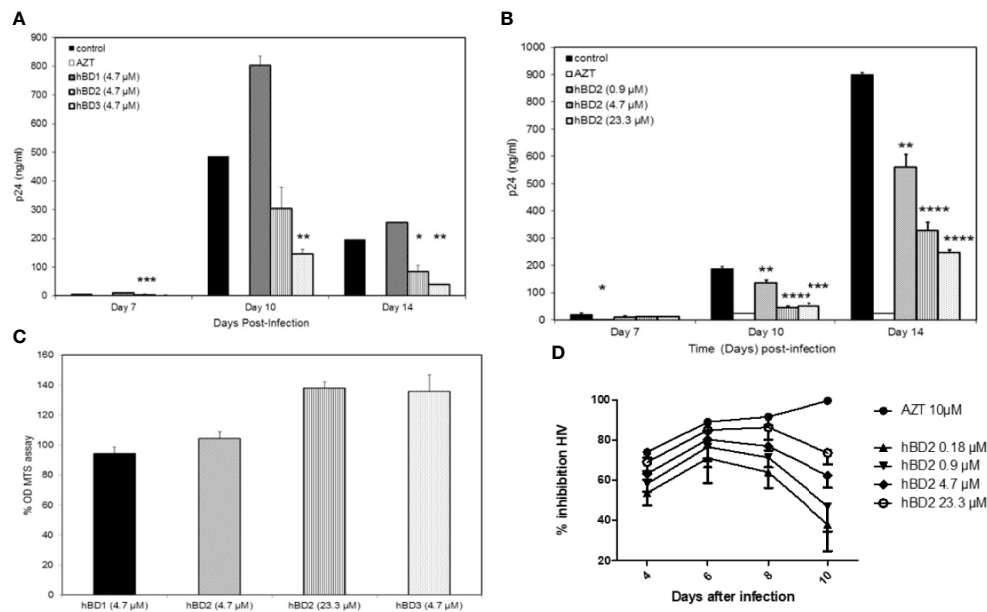 A
900
800
700
600
500
400
300
200
100
0
p24 (ng/ml)
control
AZT
hBD1 (4.7 µM)
hBD2 (4.7 µM)
hBD3 (4.7 µM)
***
**
*
**
Day 7
Day 10
Day 14
Days Post-Infection
B
1000
900
800
700
600
500
400
300
200
100
0
p24 (ng/ml)
control
AZT
hBD2 (0.9 µM)
hBD2 (4.7 µM)
hBD2 (23.3 µM)
*
**
****
***
**
****
****
Day 7
Day 10
Day 14
Time (Days) post-infection
C
160
140
120
100
80
60
40
20
0
% OD MTS assay
hBD1 (4.7 µM)
hBD2 (4.7 µM)
hBD2 (23.3 µM)
hBD3 (4.7 µM)
D
100
80
60
40
20
% inhibibition HIV
4
6
8
10
Days after infection
AZT 10µM
hBD2 0.18 µM
hBD2 0.9 µM
hBD2 4.7 µM
hBD2 23.3 µM